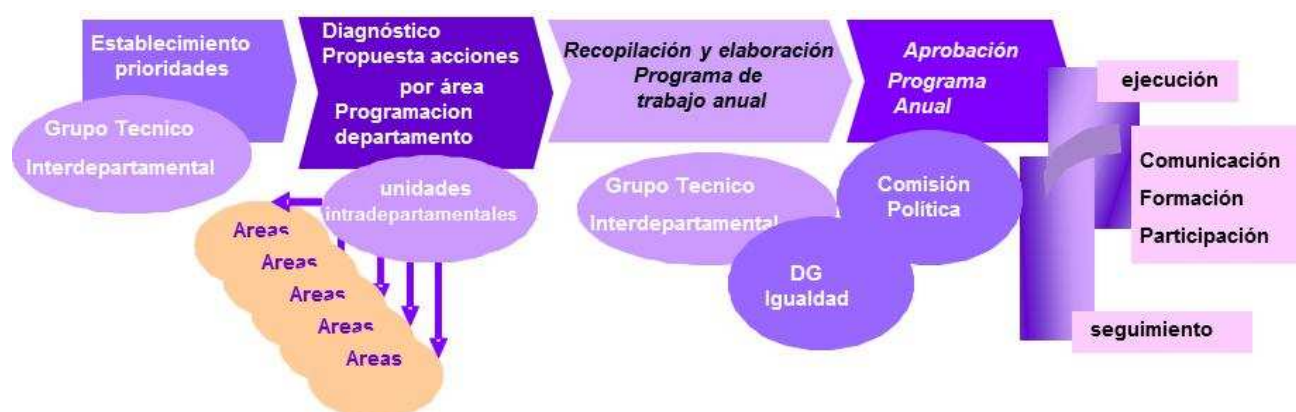 Establecimiento
prioridades
Grupo Tecnico
Interdepartamental
Diagnóstico
Propuesta acciones
por área
Programacion
departamento
unidades
intradepartamentales
Areas
Areas
Areas
Areas
Areas
Recopilación y elaboración
Programa de
trabajo anual
Grupo Tecnico
Interdepartamental
DG
Igualdad
Aprobación
Programa
Anual
Comisión
Política
ejecución
Comunicación
Formación
Participación
seguimiento